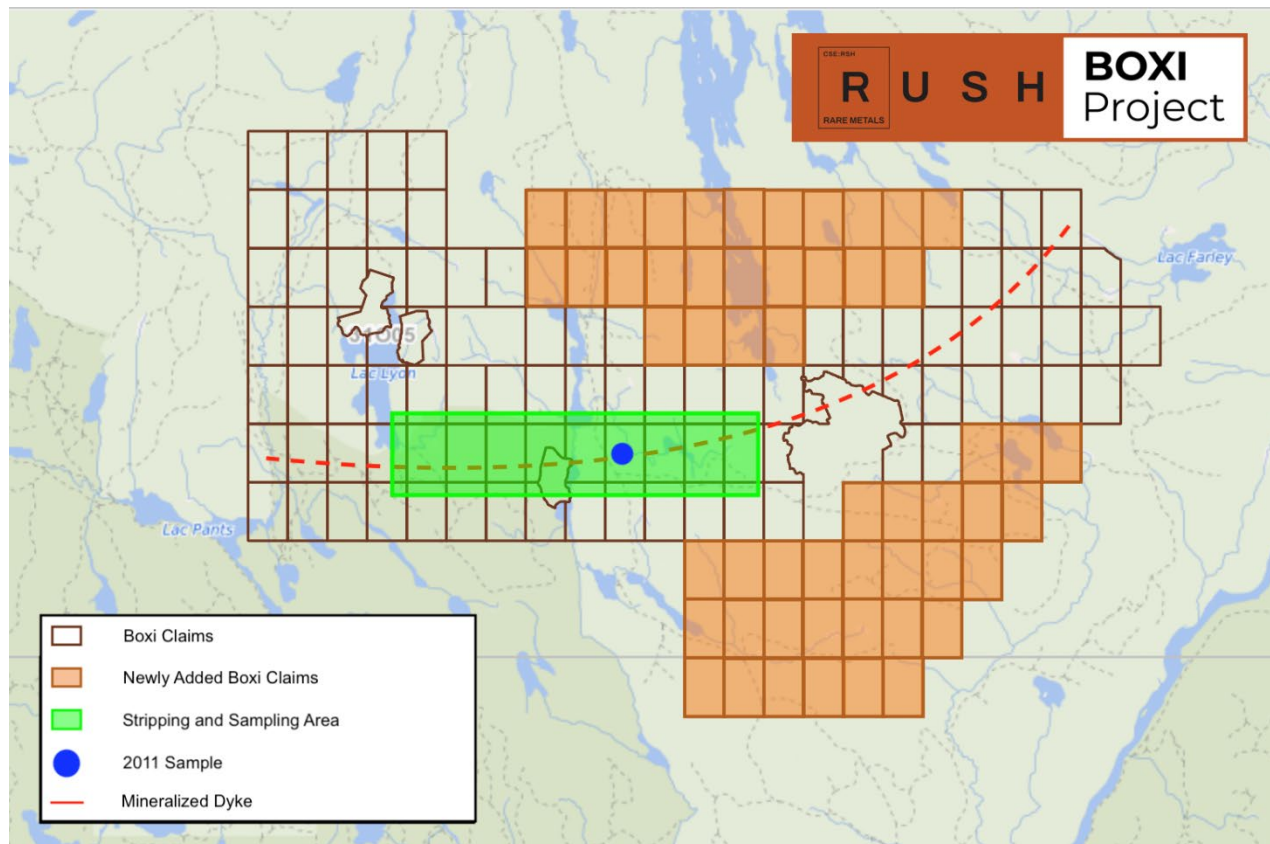 CSE:RSH
RUSH
RARE METALS
BOXI
Project
Lac Farley
Lac Lyon
Lac Pants
Boxi Claims
Newly Added Boxi Claims
Stripping and Sampling Area
2011 Sample
Mineralized Dyke